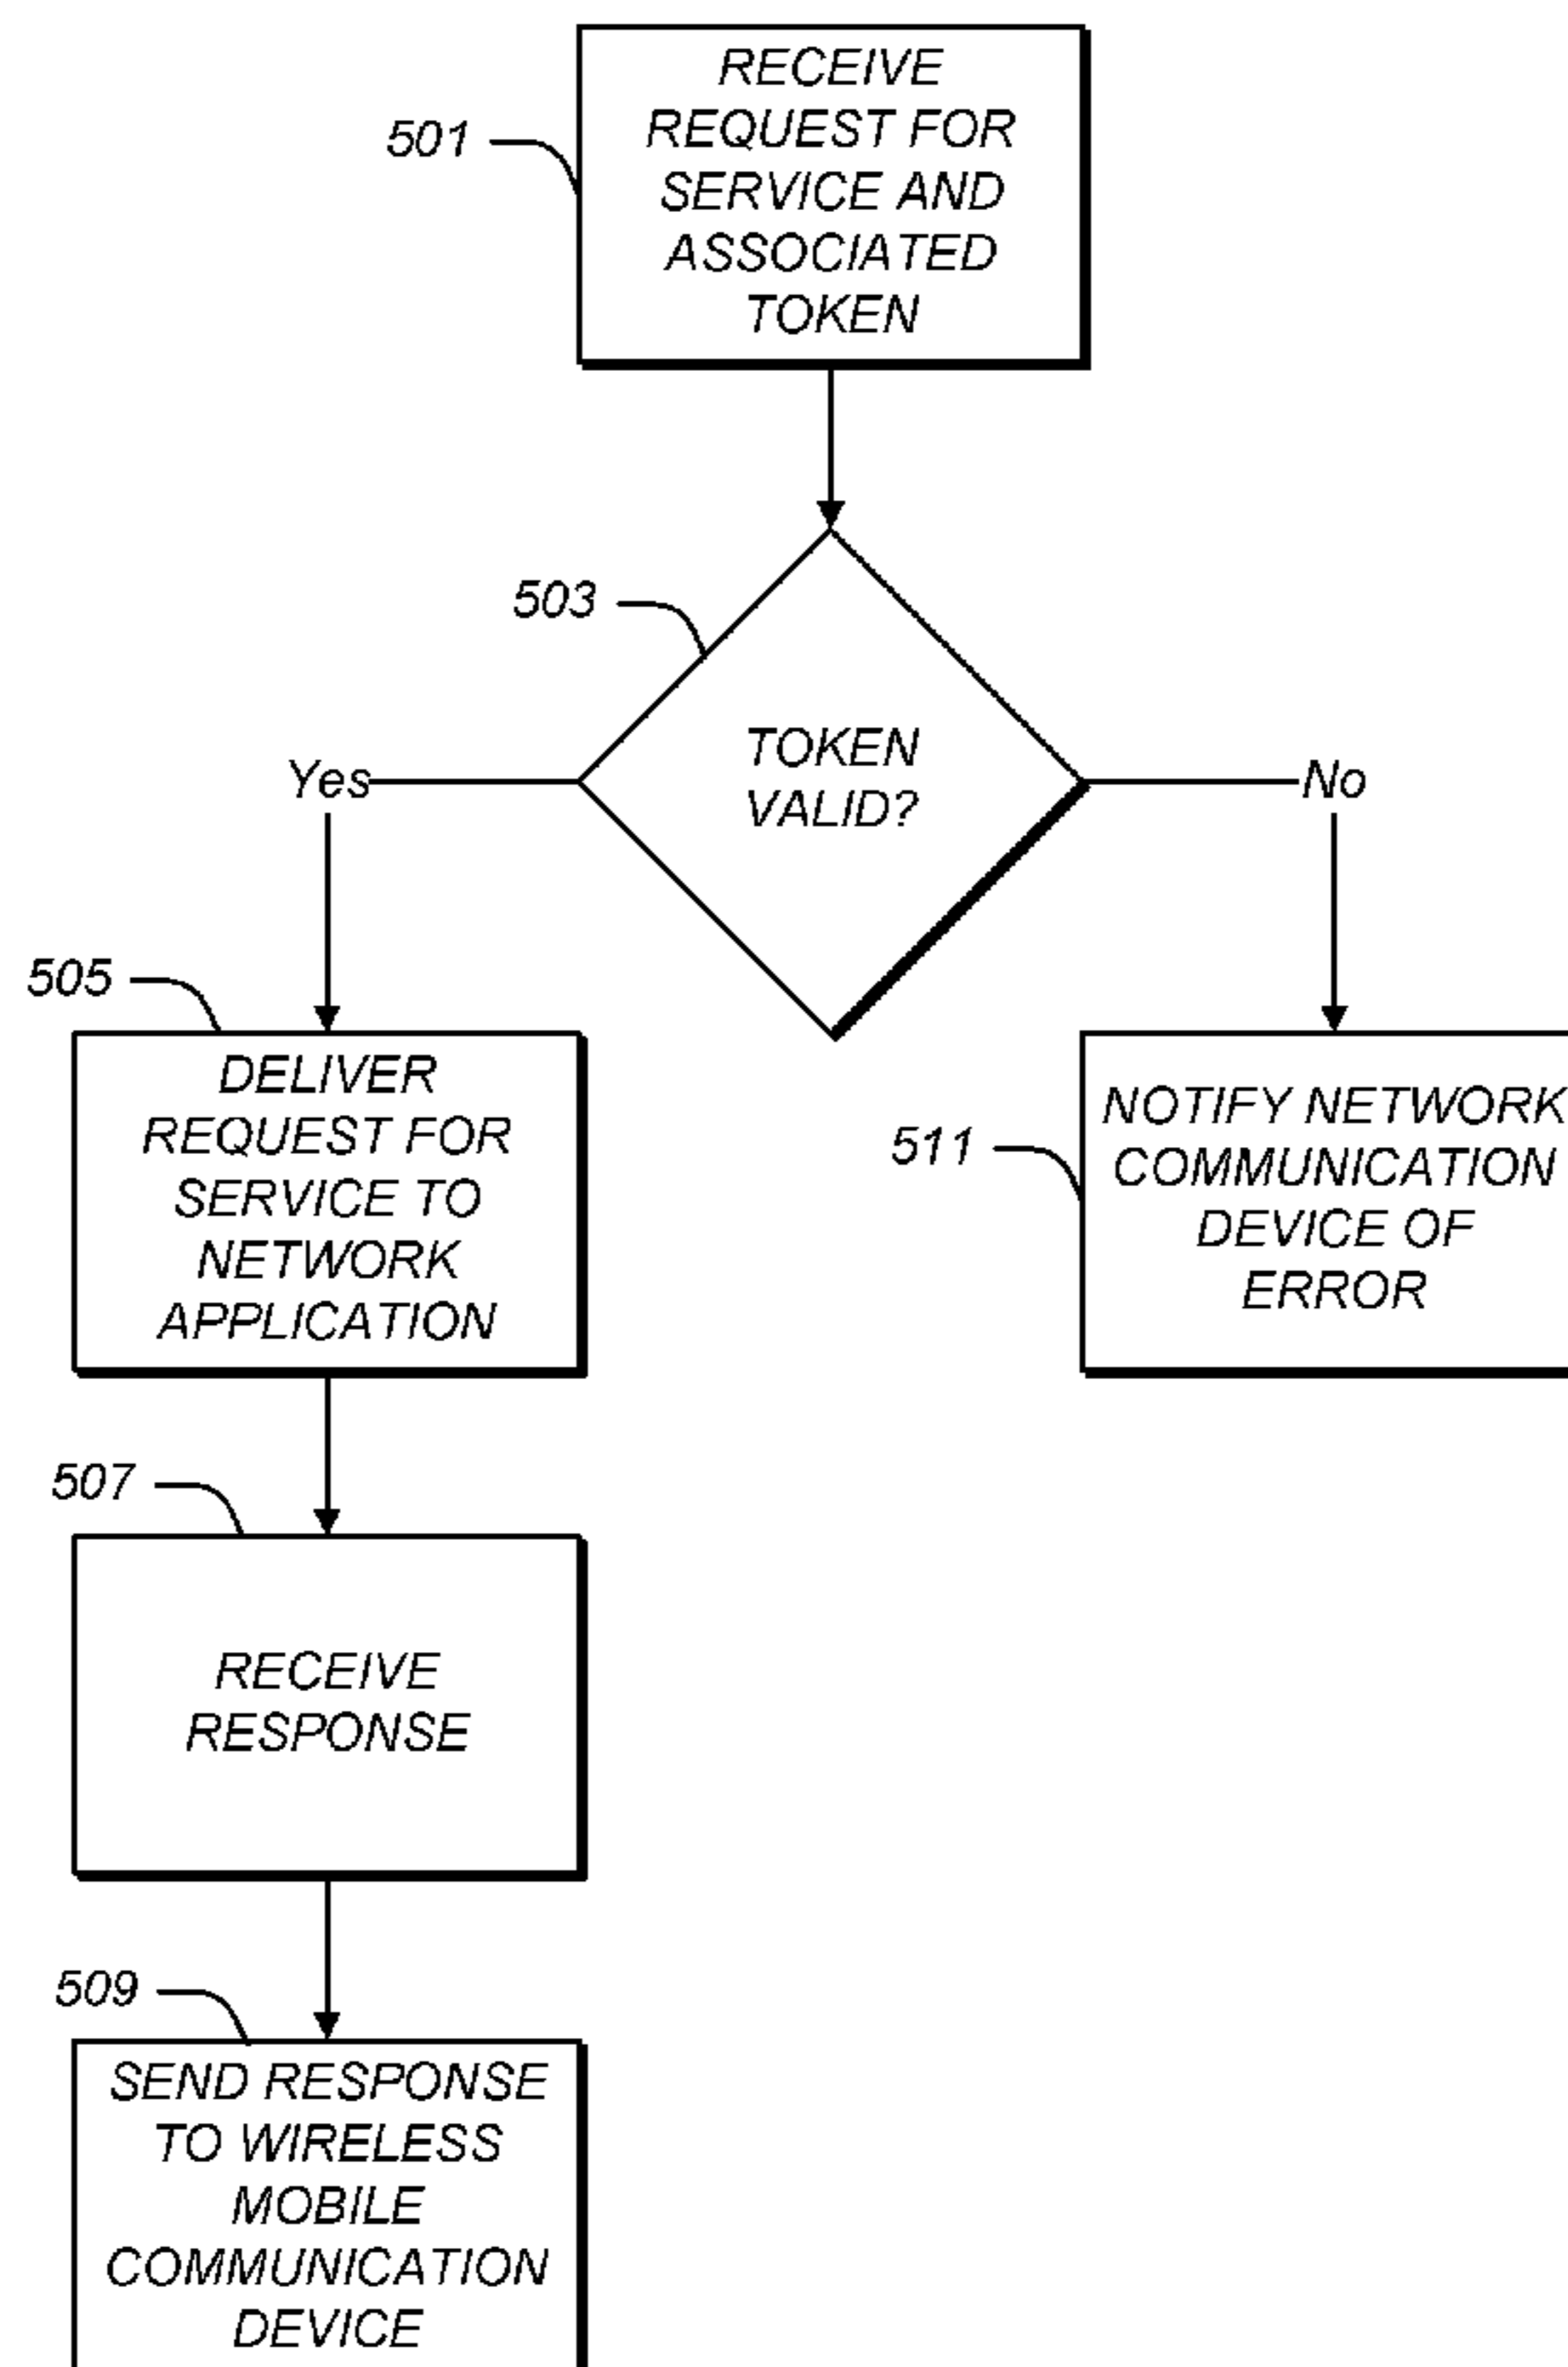 RECEIVE
REQUEST FOR
SERVICE AND
ASSOCIATED
TOKEN
501
503
TOKEN
VALID?
Yes
No
505
DELIVER
REQUEST FOR
SERVICE TO
NETWORK
APPLICATION
511
NOTIFY NETWORK
COMMUNICATION
DEVICE OF
ERROR
507
RECEIVE
RESPONSE
509
SEND RESPONSE
TO WIRELESS
MOBILE
COMMUNICATION
DEVICE